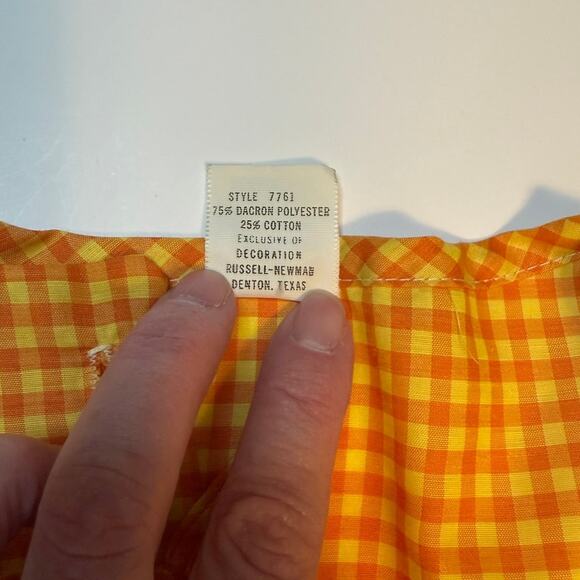 STYLE 7761
75% DACRON POLYESTER
25% COTTON
EXCLUSIVE OF
DECORATION
RUSSELL-NEWMAN
DENTON, TEXAS